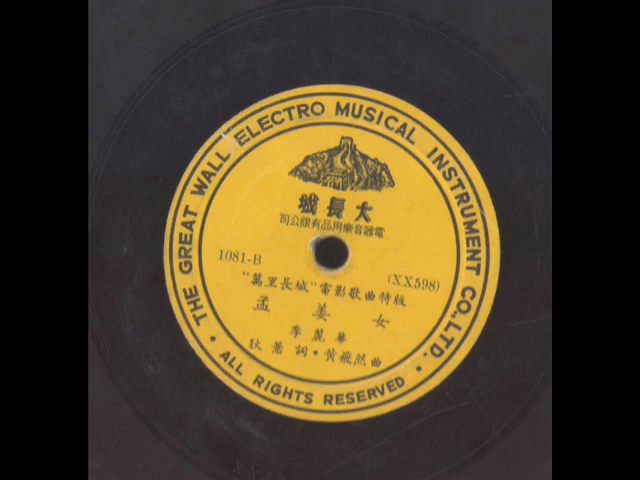 THE GREAT WALL ELECTRO MUSICAL INSTRUMENT CO., LTD.
大長城
電器音樂用品有限公司
1081-B
(XX598)
"萬里長城"電影歌曲特版
孟姜女
李麗華
狄薏詞・黃飛然曲
• ALL RIGHTS RESERVED •